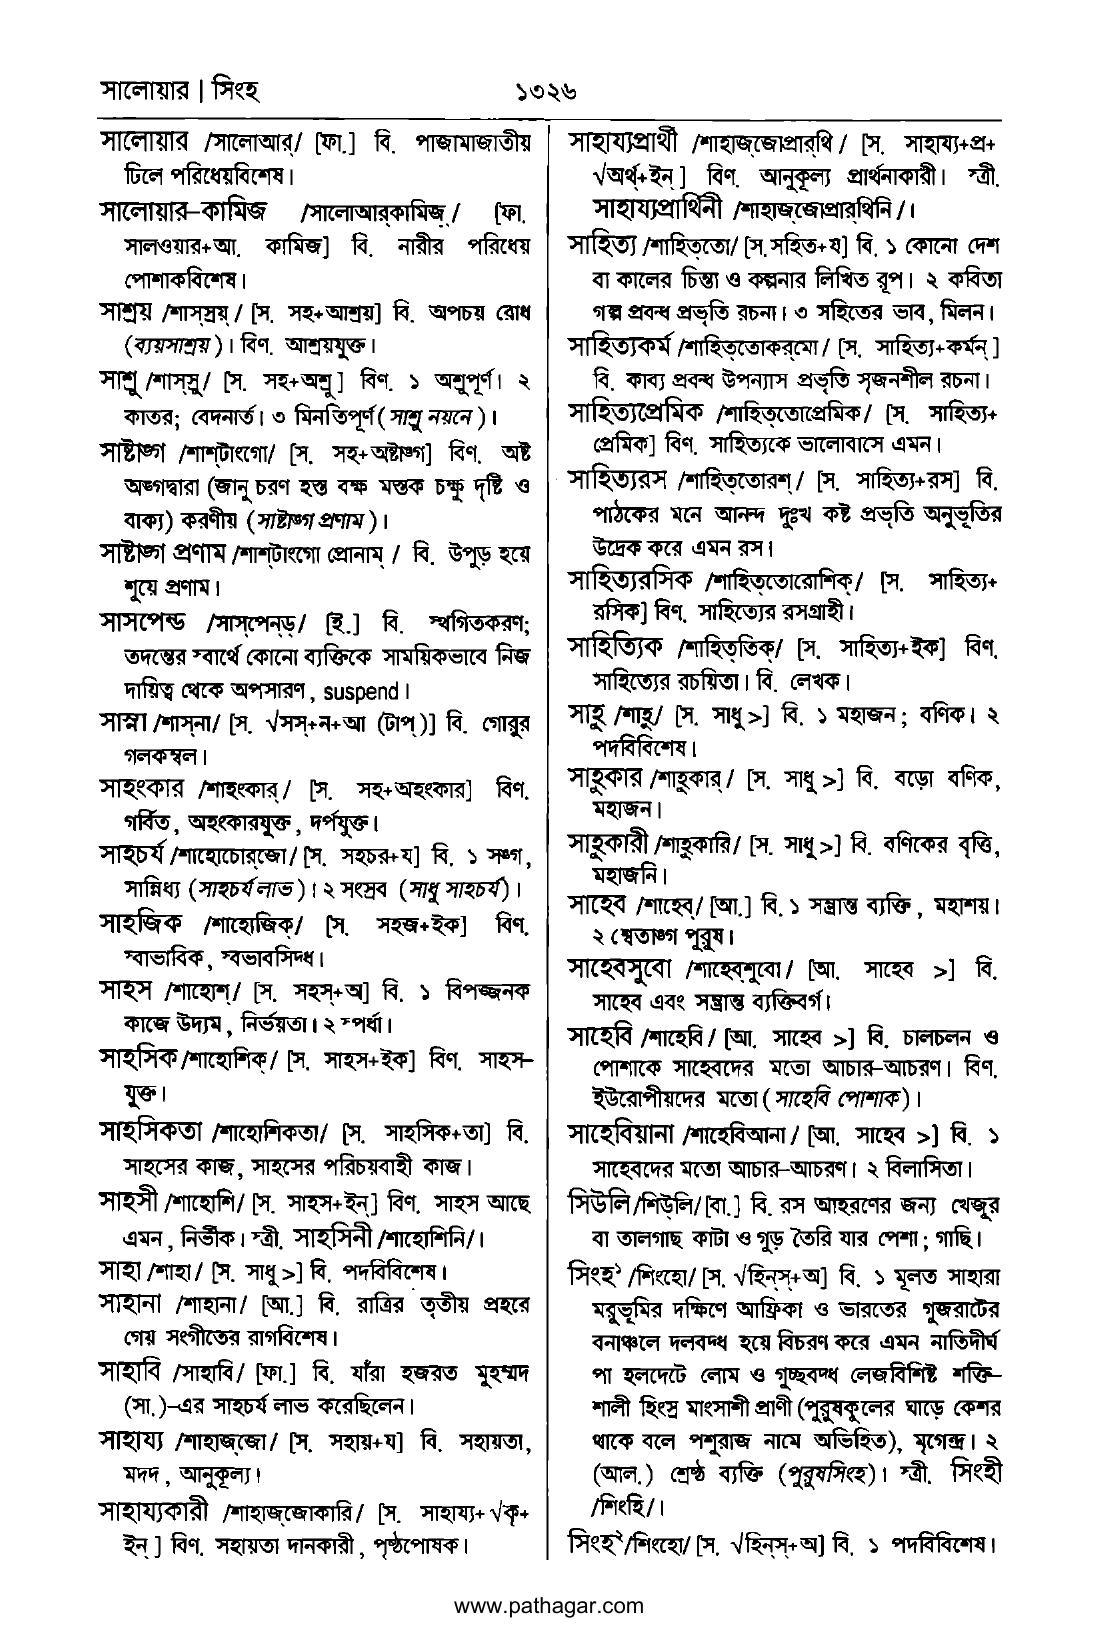 সালোয়ার | সিংহ
১৩২৬
সালোয়ার /সালোআর্/ [ফা.] বি. পাজামাজাতীয়
ঢিলে পরিধেয়বিশেষ।
সালোয়ার-কামিজ /সালোআর্কামিজ্/ [ফা.
সালওয়ার+আ. কামিজ] বি. নারীর পরিধেয়
পোশাকবিশেষ।
সাশ্রয় /শাস্স্রয়্/ [স. সহ+আশ্রয়] বি. অপচয় রোধ
(ব্যয়সাশ্রয়)। বিণ. আশ্রয়যুক্ত।
সাশ্রু /শাস্স্রু/ [স. সহ+অশ্রু] বিণ. ১ অশ্রুপূর্ণ। ২
কাতর; বেদনার্ত। ৩ মিনতিপূর্ণ (সাশ্রু নয়নে)।
সাষ্টাঙ্গ /শাশ্টাংগো/ [স. সহ+অষ্টাঙ্গ] বিণ. অষ্ট
অঙ্গদ্বারা (জানু চরণ হস্ত বক্ষ মস্তক চক্ষু দৃষ্টি ও
বাক্য) করণীয় (সাষ্টাঙ্গ প্রণাম)।
সাষ্টাঙ্গ প্রণাম /শাশ্টাংগো প্রোনাম্/ বি. উপুড় হয়ে
শুয়ে প্রণাম।
সাসপেন্ড /সাস্পেন্ড্/ [ই.] বি. স্থগিতকরণ;
তদন্তের স্বার্থে কোনো ব্যক্তিকে সাময়িকভাবে নিজ
দায়িত্ব থেকে অপসারণ, suspend।
সাস্না /শাস্না/ [স. √সস্+ন+আ (টাপ্)] বি. গোরুর
গলকম্বল।
সাহংকার /শাহংকার্/ [স. সহ+অহংকার] বিণ.
গর্বিত, অহংকারযুক্ত, দর্পযুক্ত।
সাহচর্য /শাহোচোর্জো/ [স. সহচর+য] বি. ১ সঙ্গ,
সান্নিধ্য (সাহচর্য লাভ)। ২ সংস্রব (সাধু সাহচর্য)।
সাহজিক /শাহোজিক্/ [স. সহজ+ইক] বিণ.
স্বাভাবিক, স্বভাবসিদ্ধ।
সাহস /শাহোশ্/ [স. সহস্+অ] বি. ১ বিপজ্জনক
কাজে উদ্যম, নির্ভয়তা। ২ স্পর্ধা।
সাহসিক /শাহোশিক্/ [স. সাহস+ইক] বিণ. সাহস-
যুক্ত।
সাহসিকতা /শাহোশিকতা/ [স. সাহসিক+তা] বি.
সাহসের কাজ, সাহসের পরিচয়বাহী কাজ।
সাহসী /শাহোশি/ [স. সাহস+ইন্] বিণ. সাহস আছে
এমন, নির্ভীক। স্ত্রী. সাহসিনী /শাহোশিনি/।
সাহা /শাহা/ [স. সাধু >] বি. পদবিবিশেষ।
সাহানা /শাহানা/ [আ.] বি. রাত্রির তৃতীয় প্রহরে
গেয় সংগীতের রাগবিশেষ।
সাহাবি /সাহাবি/ [ফা.] বি. যাঁরা হজরত মুহম্মদ
(সা.)-এর সাহচর্য লাভ করেছিলেন।
সাহায্য /শাহাজ্জো/ [স. সহায়+য] বি. সহায়তা,
মদদ, আনুকূল্য।
সাহায্যকারী /শাহাজ্জোকারি/ [স. সাহায্য+√কৃ+
ইন্] বিণ. সহায়তা দানকারী, পৃষ্ঠপোষক।
সাহায্যপ্রার্থী /শাহাজ্জোপ্রার্থি/ [স. সাহায্য+প্র+
√অর্থ্+ইন্] বিণ. আনুকূল্য প্রার্থনাকারী। স্ত্রী.
সাহায্যপ্রার্থিনী /শাহাজ্জোপ্রার্থিনি/।
সাহিত্য /শাহিত্তো/ [স. সহিত+য] বি. ১ কোনো দেশ
বা কালের চিন্তা ও কল্পনার লিখিত রূপ। ২ কবিতা
গল্প প্রবন্ধ প্রভৃতি রচনা। ৩ সহিতের ভাব, মিলন।
সাহিত্যকর্ম /শাহিত্তোকর্মো/ [স. সাহিত্য+কর্মন্]
বি. কাব্য প্রবন্ধ উপন্যাস প্রভৃতি সৃজনশীল রচনা।
সাহিত্যপ্রেমিক /শাহিত্তোপ্রেমিক/ [স. সাহিত্য+
প্রেমিক] বিণ. সাহিত্যকে ভালোবাসে এমন।
সাহিত্যরস /শাহিত্তোরশ্/ [স. সাহিত্য+রস] বি.
পাঠকের মনে আনন্দ দুঃখ কষ্ট প্রভৃতি অনুভূতির
উদ্রেক করে এমন রস।
সাহিত্যরসিক /শাহিত্তোরোশিক্/ [স. সাহিত্য+
রসিক] বিণ. সাহিত্যের রসগ্রাহী।
সাহিত্যিক /শাহিত্তিক্/ [স. সাহিত্য+ইক] বিণ.
সাহিত্যের রচয়িতা। বি. লেখক।
সাহু /শাহু/ [স. সাধু >] বি. ১ মহাজন; বণিক। ২
পদবিবিশেষ।
সাহুকার /শাহুকার্/ [স. সাধু >] বি. বড়ো বণিক,
মহাজন।
সাহুকারী /শাহুকারি/ [স. সাধু >] বি. বণিকের বৃত্তি,
মহাজনি।
সাহেব /শাহেব্/ [আ.] বি. ১ সম্ভ্রান্ত ব্যক্তি, মহাশয়।
২ শ্বেতাঙ্গ পুরুষ।
সাহেবসুবো /শাহেব্শুবো/ [আ. সাহেব >] বি.
সাহেব এবং সম্ভ্রান্ত ব্যক্তিবর্গ।
সাহেবি /শাহেবি/ [আ. সাহেব >] বি. চালচলন ও
পোশাকে সাহেবদের মতো আচার-আচরণ। বিণ.
ইউরোপীয়দের মতো (সাহেবি পোশাক)।
সাহেবিয়ানা /শাহেবিআনা/ [আ. সাহেব >] বি. ১
সাহেবদের মতো আচার-আচরণ। ২ বিলাসিতা।
সিউলি /শিউলি/ [বা.] বি. রস আহরণের জন্য খেজুর
বা তালগাছ কাটা ও গুড় তৈরি যার পেশা; গাছি।
সিংহ¹ /শিংহো/ [স. √হিন্স্+অ] বি. ১ মূলত সাহারা
মরুভূমির দক্ষিণে আফ্রিকা ও ভারতের গুজরাটের
বনাঞ্চলে দলবদ্ধ হয়ে বিচরণ করে এমন নাতিদীর্ঘ
পা হলদেটে লোম ও গুচ্ছবদ্ধ লেজবিশিষ্ট শক্তি-
শালী হিংস্র মাংসাশী প্রাণী (পুরুষকুলের ঘাড়ে কেশর
থাকে বলে পশুরাজ নামে অভিহিত), মৃগেন্দ্র। ২
(আল.) শ্রেষ্ঠ ব্যক্তি (পুরুষসিংহ)। স্ত্রী. সিংহী
/শিংহি/।
সিংহ² /শিংহো/ [স. √হিন্স্+অ] বি. ১ পদবিবিশেষ।
www.pathagar.com